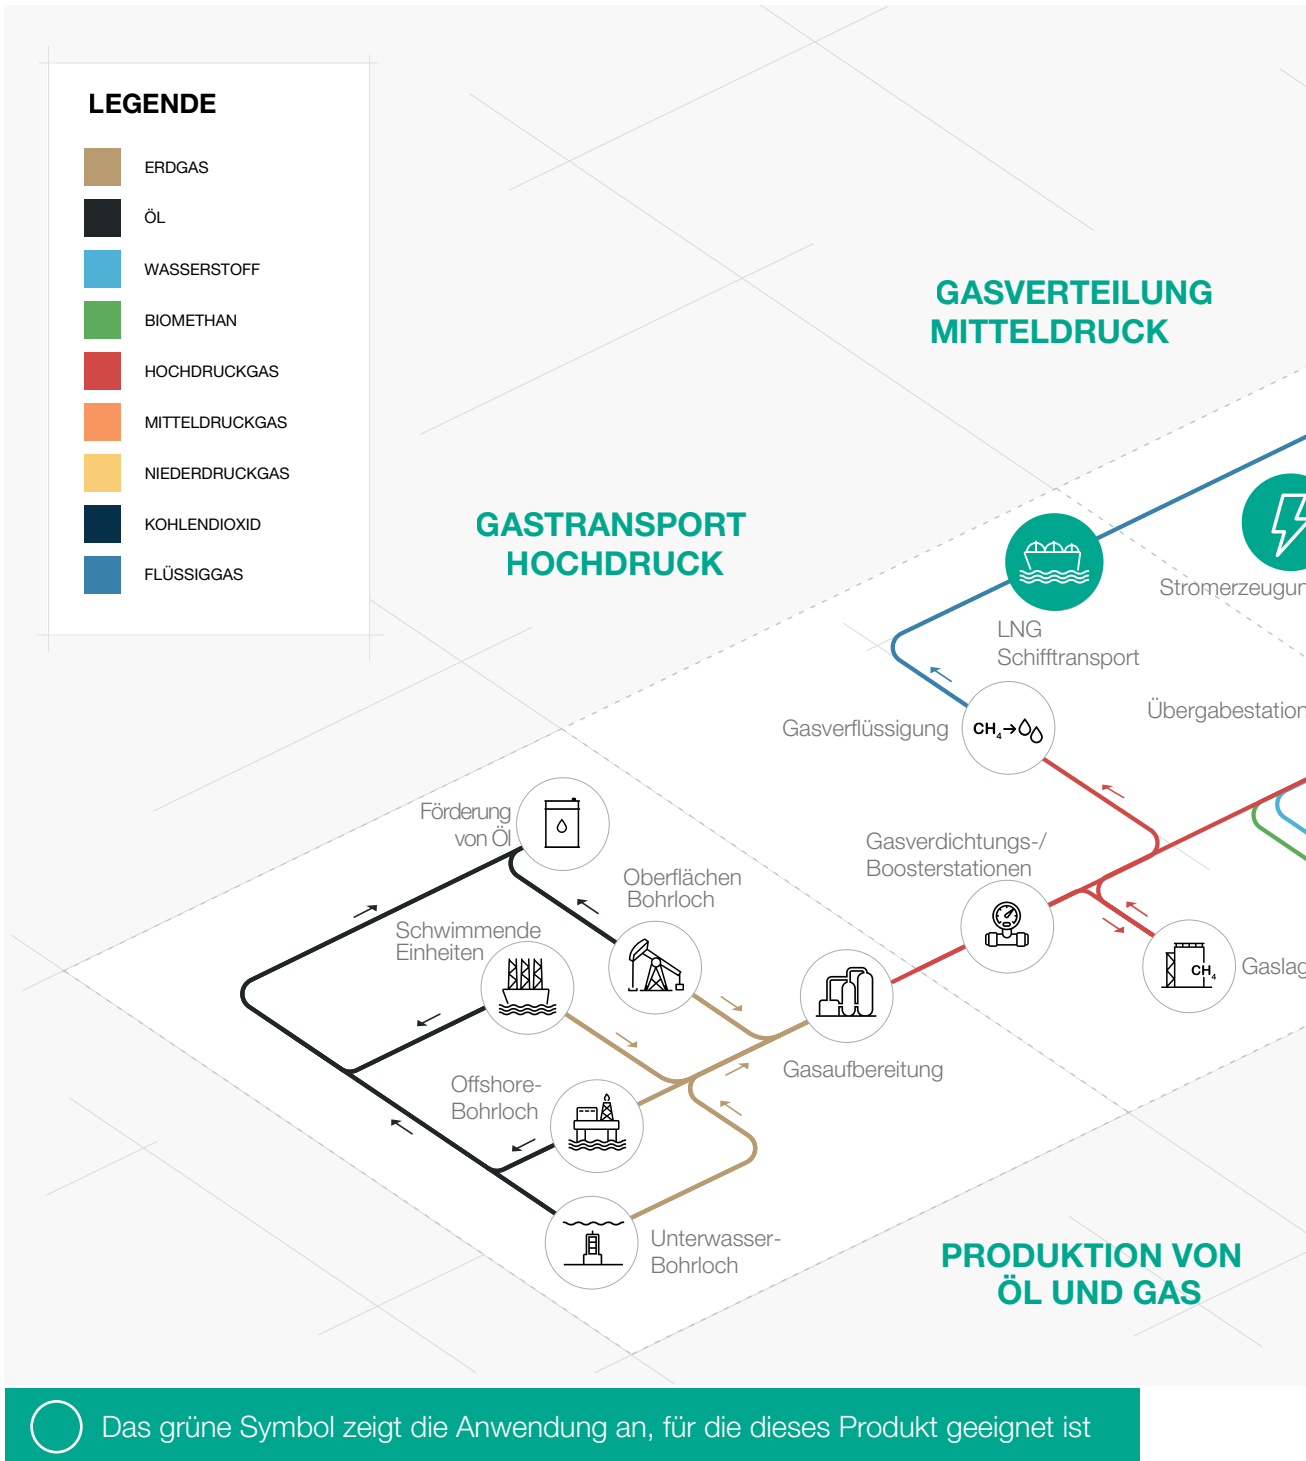 LEGENDE
ERDGAS
ÖL
WASSERSTOFF
BIOMETHAN
HOCHDRUCKGAS
MITTELDRUCKGAS
NIEDERDRUCKGAS
KOHLENDIOXID
FLÜSSIGGAS
GASVERTEILUNG
MITTELDRUCK
GASTRANSPORT
HOCHDRUCK
Stromerzeugun
LNG
Schifftransport
Übergabestation
Gasverflüssigung
CH₄
Förderung
von Öl
Gasverdichtungs-/
Boosterstationen
Oberflächen
Bohrloch
Schwimmende
Einheiten
CH₄
Gaslag
Gasaufbereitung
Offshore-
Bohrloch
Unterwasser-
Bohrloch
PRODUKTION VON
ÖL UND GAS
Das grüne Symbol zeigt die Anwendung an, für die dieses Produkt geeignet ist